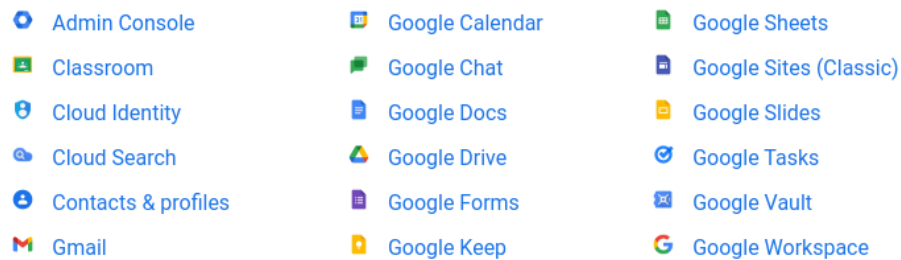 Admin Console
Classroom
Cloud Identity
Cloud Search
Contacts & profiles
Gmail
31
Google Calendar
Google Chat
Google Docs
Google Drive
Google Forms
Google Keep
Google Sheets
Google Sites (Classic)
Google Slides
Google Tasks
Google Vault
Google Workspace